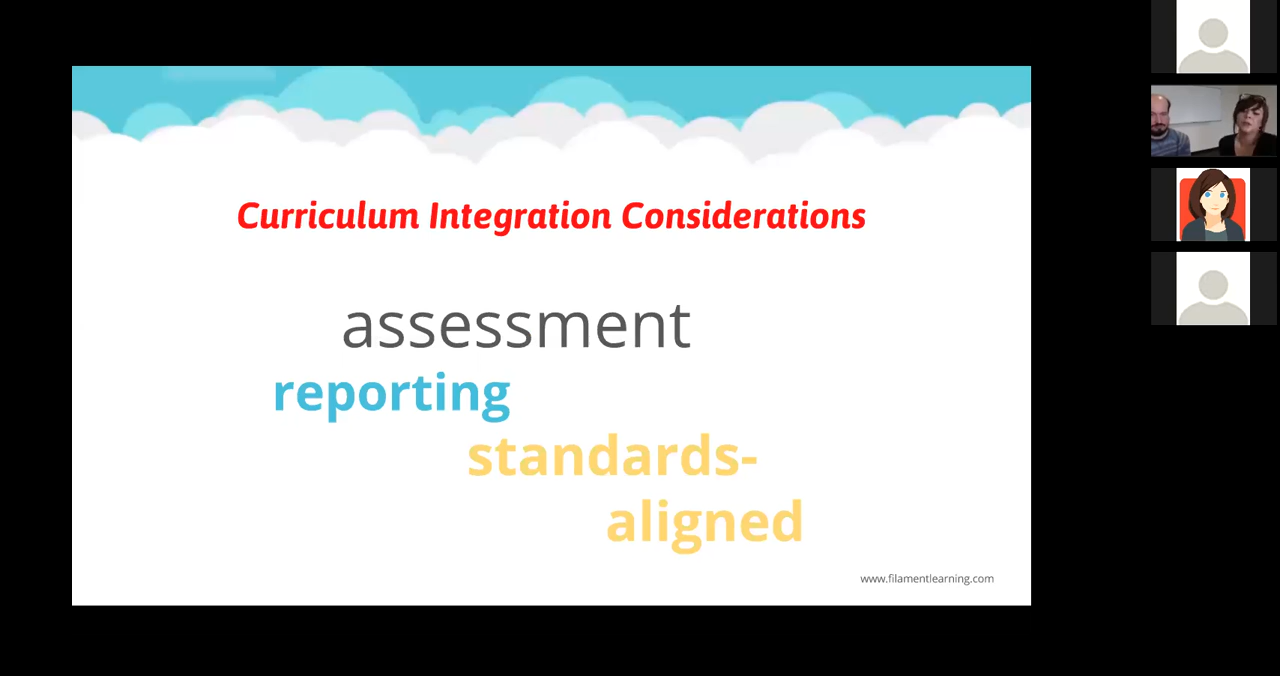 Curriculum Integration Considerations
assessment
reporting
standards-
aligned
www.filamentlearning.com